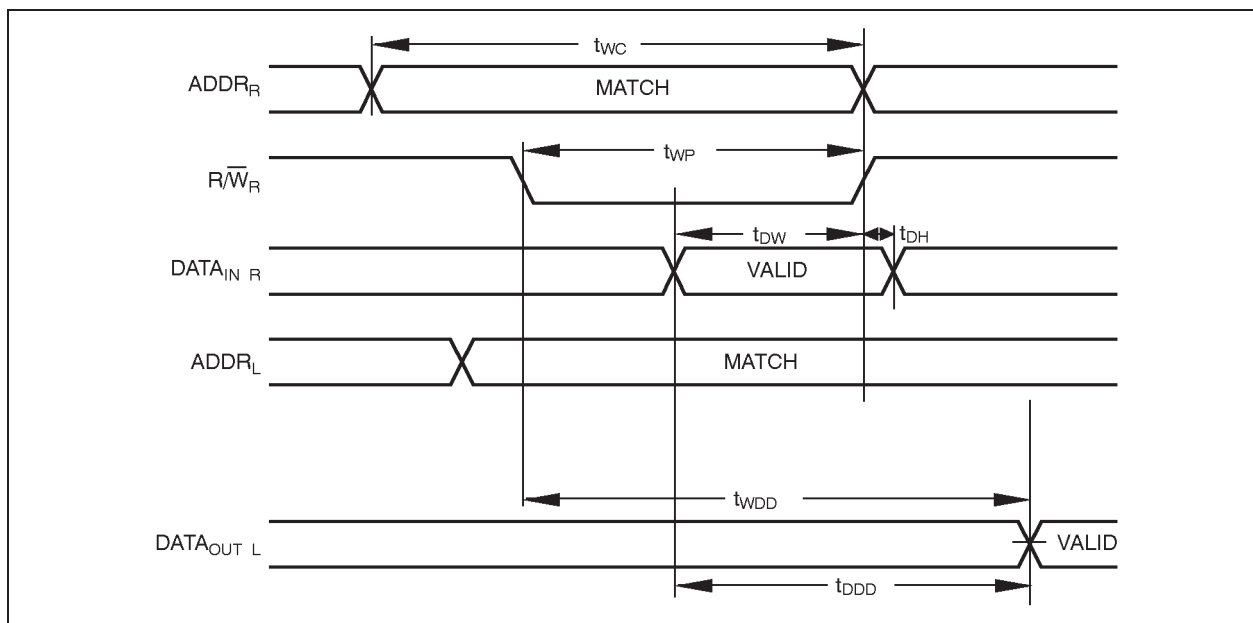 tWC
ADDRR MATCH
tWP
R/W̅R
tDW tDH
DATAIN R VALID
ADDRL MATCH
tWDD
DATAOUT L VALID
tDDD